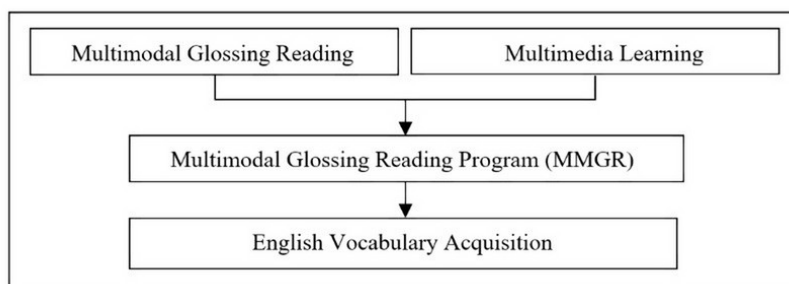 Multimodal Glossing Reading
Multimedia Learning
Multimodal Glossing Reading Program (MMGR)
English Vocabulary Acquisition